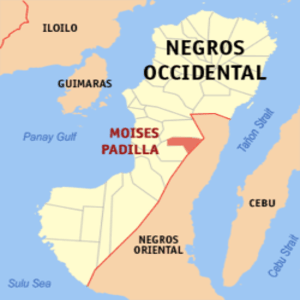 ILOILO
NEGROS
OCCIDENTAL
GUIMARAS
Panay Gulf
MOISES
PADILLA
Tañon Strait
CEBU
NEGROS
ORIENTAL
Cebu Strait
Sulu Sea